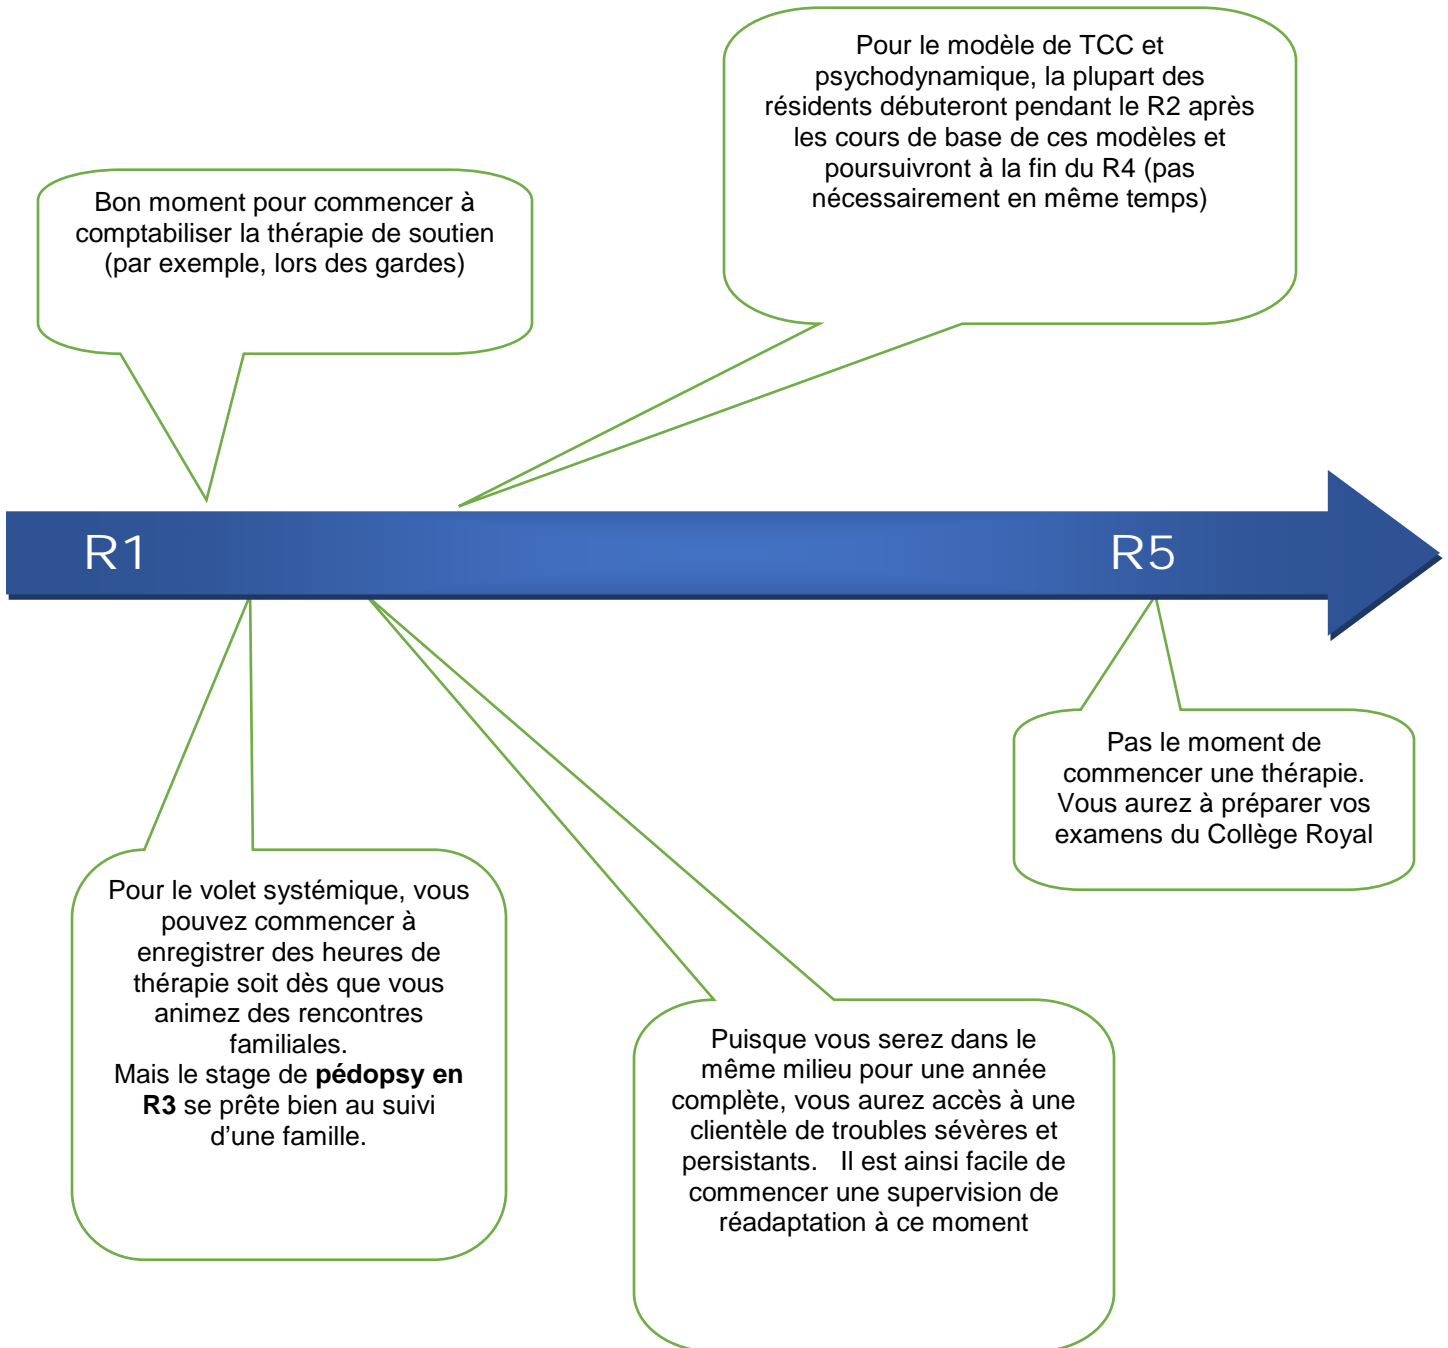 Pour le modèle de TCC et
psychodynamique, la plupart des
résidents débuteront pendant le R2 après
les cours de base de ces modèles et
poursuivront à la fin du R4 (pas
nécessairement en même temps)
Bon moment pour commencer à
comptabiliser la thérapie de soutien
(par exemple, lors des gardes)
R1
R5
Pas le moment de
commencer une thérapie.
Vous aurez à préparer vos
examens du Collège Royal
Pour le volet systémique, vous
pouvez commencer à
enregistrer des heures de
thérapie soit dès que vous
animez des rencontres
familiales.
Mais le stage de pédopsy en
R3 se prête bien au suivi
d'une famille.
Puisque vous serez dans le
même milieu pour une année
complète, vous aurez accès à une
clientèle de troubles sévères et
persistants.   Il est ainsi facile de
commencer une supervision de
réadaptation à ce moment